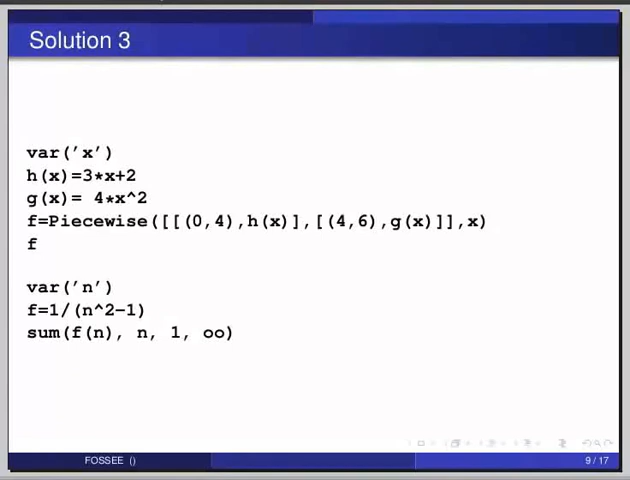 Solution 3
var('x')
h(x)=3*x+2
g(x)= 4*x^2
f=Piecewise([[(0,4),h(x)],[(4,6),g(x)]],x)
f
var('n')
f=1/(n^2-1)
sum(f(n), n, 1, oo)
FOSSEE ()
9 / 17